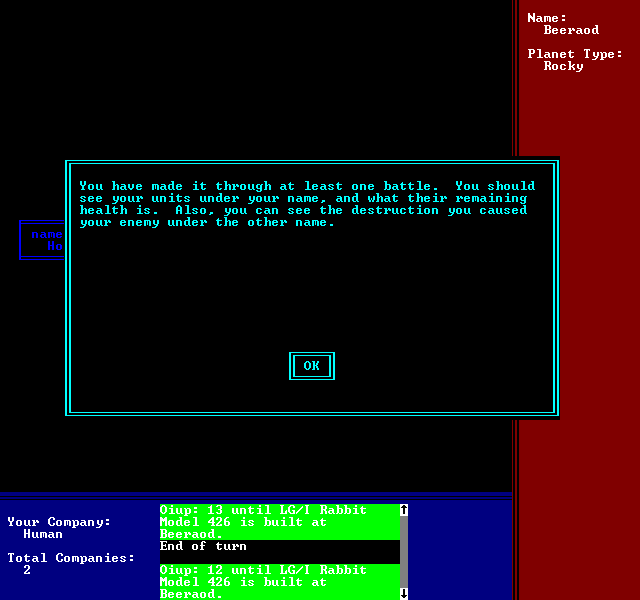 Name:
Beeraod
Planet Type:
Rocky
You have made it through at least one battle.  You should
see your units under your name, and what their remaining
health is.  Also, you can see the destruction you caused
your enemy under the other name.
name
Ho
OK
Your Company:
Human
Total Companies:
2
Oiup: 13 until LG/I Rabbit
Model 426 is built at
Beeraod.
End of turn
Oiup: 12 until LG/I Rabbit
Model 426 is built at
Beeraod.